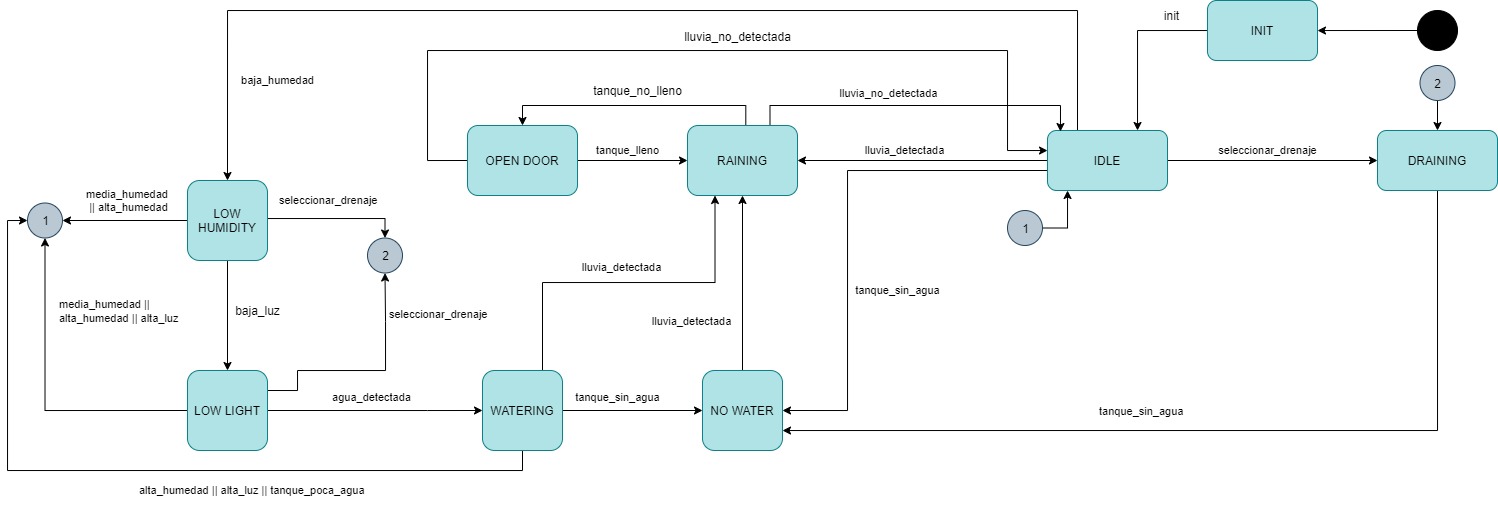 init
INIT
lluvia_no_detectada
baja_humedad
2
tanque_no_lleno
lluvia_no_detectada
OPEN DOOR
tanque_lleno
RAINING
lluvia_detectada
IDLE
seleccionar_drenaje
DRAINING
media_humedad
|| alta_humedad
1
LOW
HUMIDITY
seleccionar_drenaje
2
1
lluvia_detectada
tanque_sin_agua
media_humedad ||
alta_humedad || alta_luz
baja_luz
seleccionar_drenaje
lluvia_detectada
LOW LIGHT
agua_detectada
WATERING
tanque_sin_agua
NO WATER
tanque_sin_agua
alta_humedad || alta_luz || tanque_poca_agua